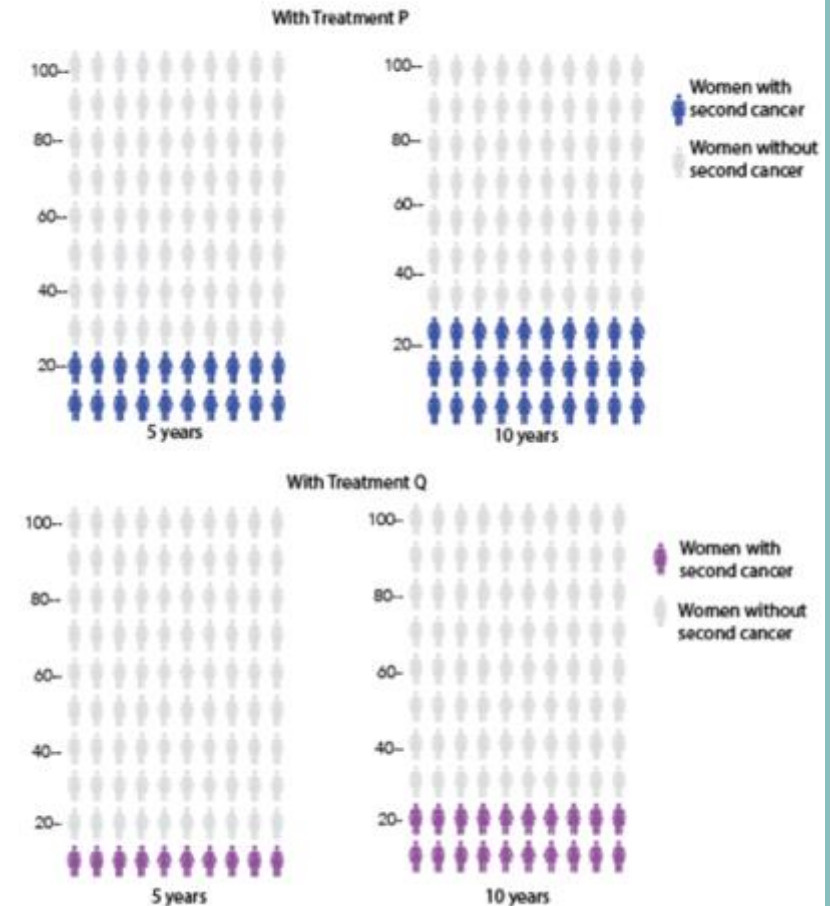 With Treatment P
100--
80--
60--
40--
20--
5 years
100--
80--
60--
40--
20--
10 years
Women with
second cancer
Women without
second cancer
With Treatment Q
100--
80--
60--
40--
20--
5 years
100--
80--
60--
40--
20-
10 years
Women with
second cancer
Women without
second cancer